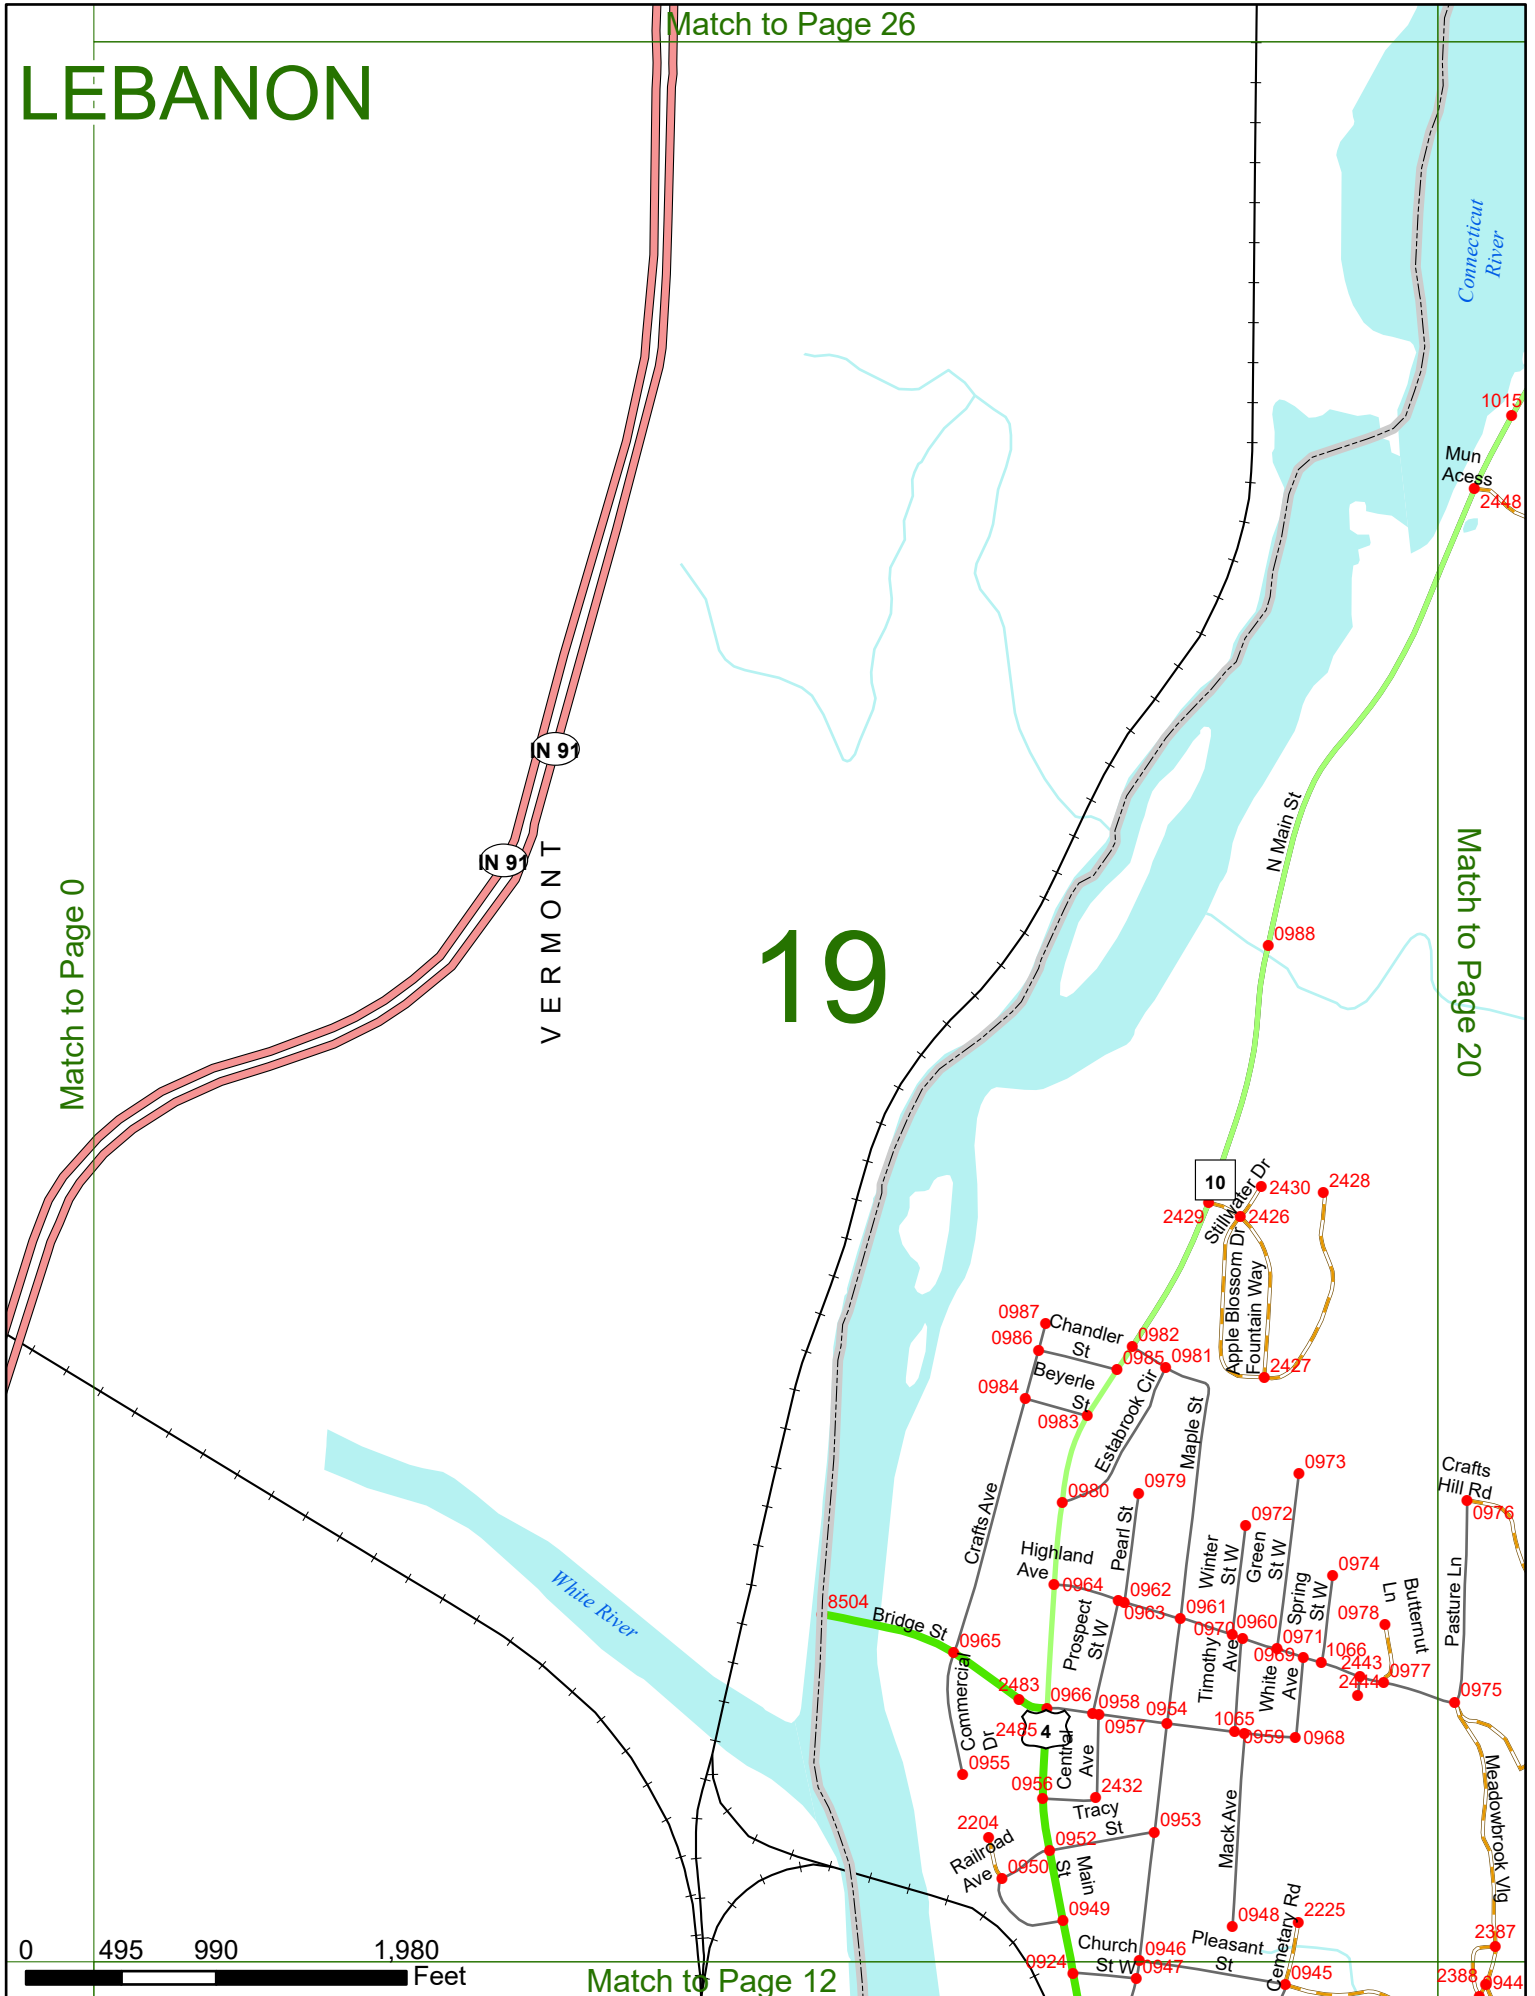 Match to Page 26
LEBANON
Connecticut
River
1015
Mun
Acess
2448
IN 91
IN 91
VERMONT
Match to Page 0
19
N Main St
Match to Page 20
0988
10
Stillwater Dr
2430
2428
2429
2426
Apple Blossom Dr
Fountain Way
2427
0987
Chandler
St
0986
0982
0985
0981
Beyerle
St
0984
0983
Estabrook Cir
Maple St
0980
0979
Pearl St
Crafts Ave
Highland
Ave
0964
0962
0963
0961
0973
0972
Winter
St W
Green
St W
Spring
St W
0974
Crafts
Hill Rd
0976
Butternut
Ln
0978
Pasture Ln
White River
8504
Bridge St
0965
Prospect
St W
0970
0960
0971
0969
1066
2443
2444
0977
0975
Timothy
Ave
White
Ave
Commercial
Dr
2483
0966
0958
0957
0954
1065
0959
0968
2485
4
Central
Ave
0955
0956
2432
Tracy
St
0953
2204
Railroad
Ave
0950
0952
Main
St
Mack Ave
Meadowbrook Vlg
0949
0948
2225
Cemetary Rd
Pleasant
St
2387
Church
St W
0924
0946
0947
0945
2388
0944
0 495 990 1,980
Feet
Match to Page 12